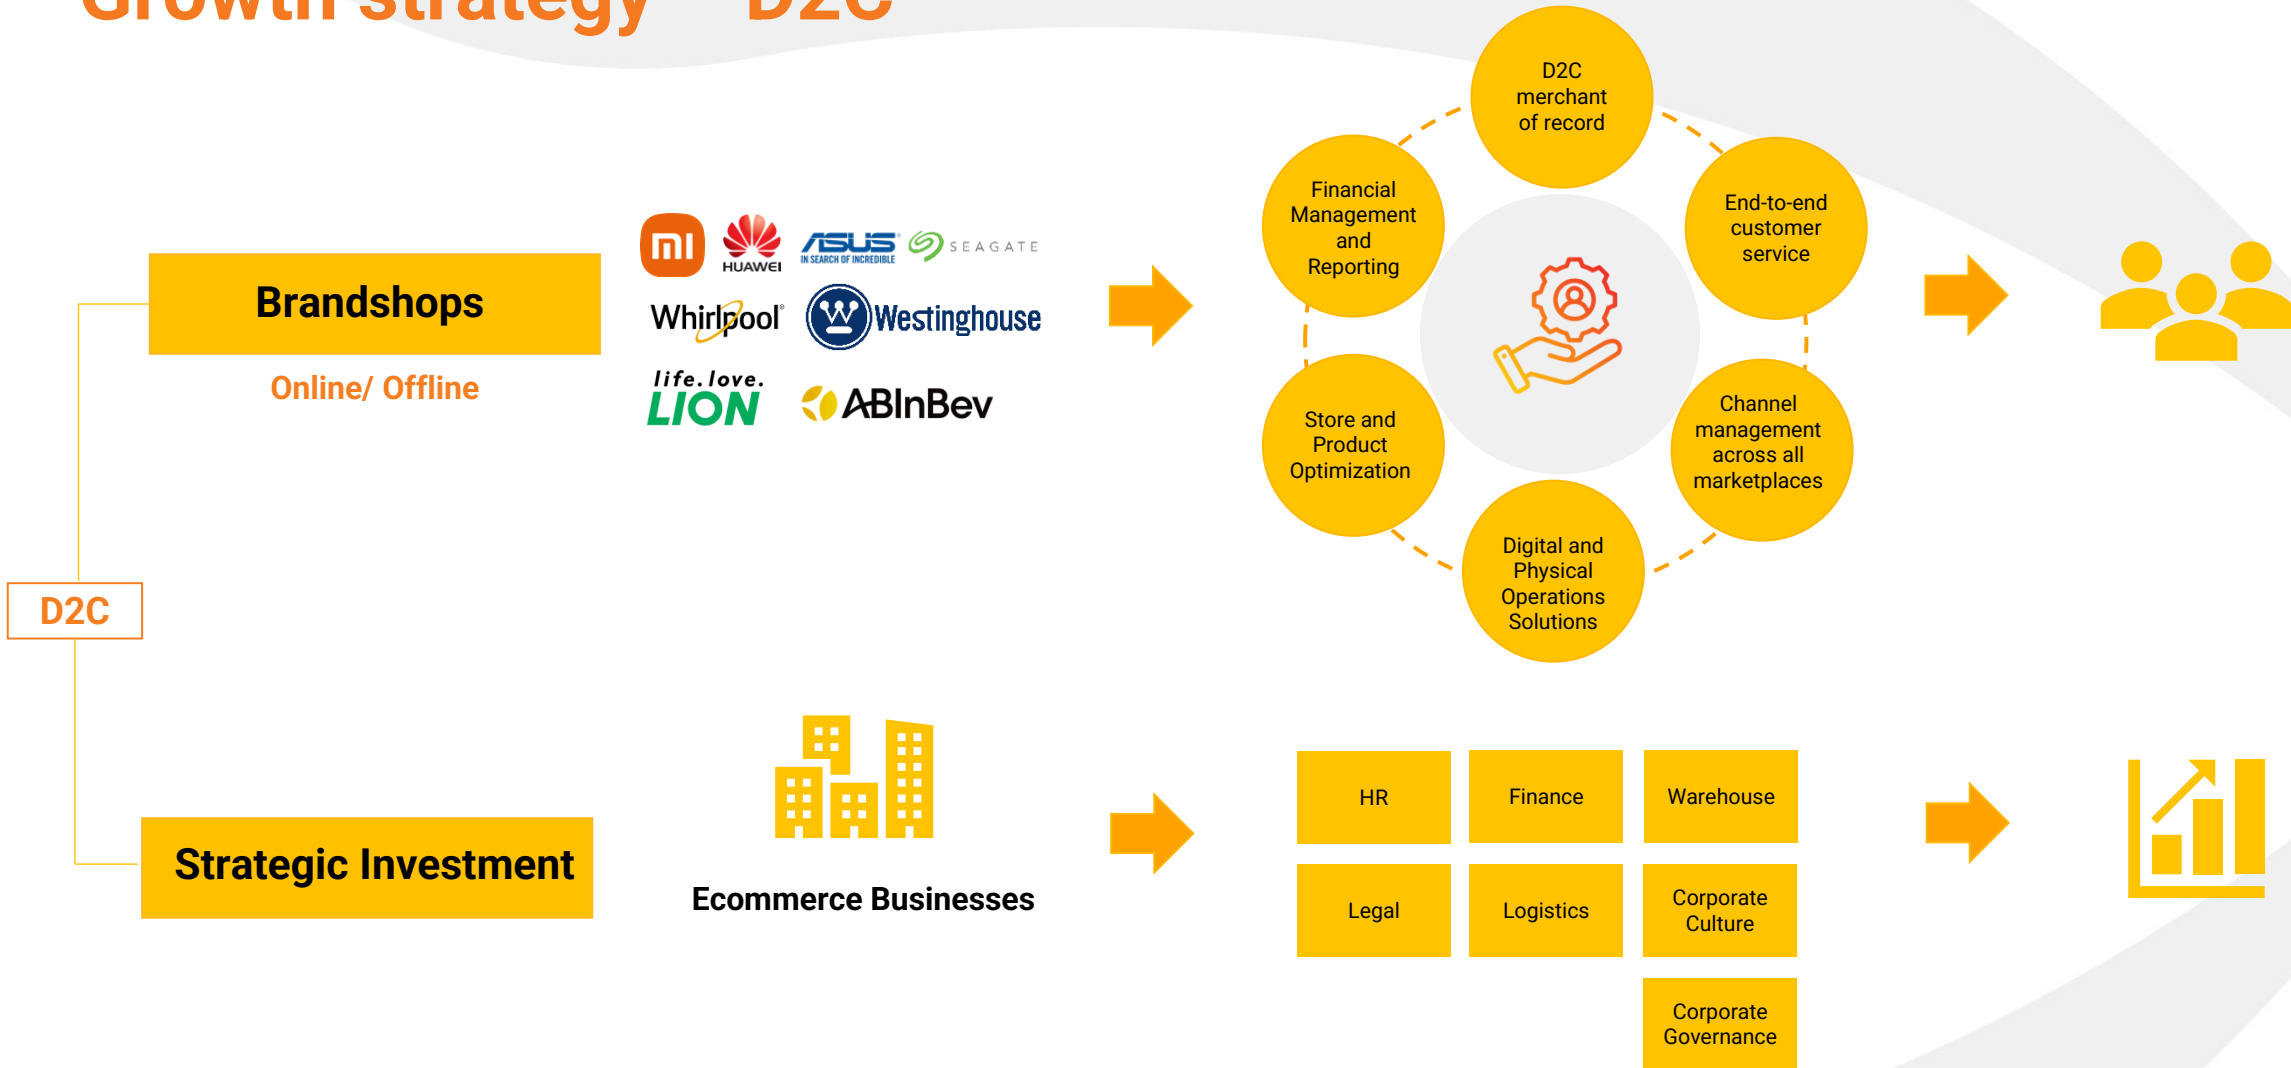 Growth strategy D2C
D2C
merchant
of record
Financial
Management
and
Reporting
End-to-end
customer
service
Store and
Product
Optimization
Channel
management
across all
marketplaces
Digital and
Physical
Operations
Solutions
Brandshops
Online/ Offline
mi
HUAWEI
ASUS
IN SEARCH OF INCREDIBLE
SEAGATE
Whirlpool
W Westinghouse
life.love.
LION
ABInBev
D2C
Strategic Investment
Ecommerce Businesses
HR
Finance
Warehouse
Legal
Logistics
Corporate
Culture
Corporate
Governance